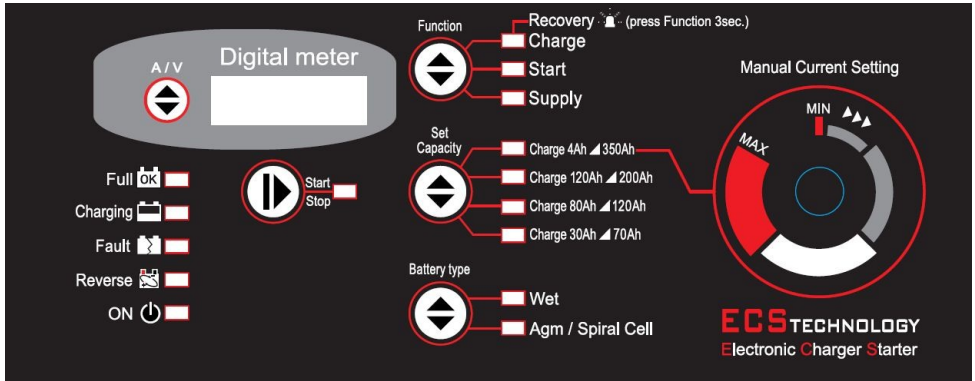 Digital meter
A / V
Full OK
Charging
Fault
Reverse
ON
Start
Stop
Function
Recovery (press Function 3sec.)
Charge
Start
Supply
Set
Capacity
Charge 4Ah 350Ah
Charge 120Ah 200Ah
Charge 80Ah 120Ah
Charge 30Ah 70Ah
Battery type
Wet
Agm / Spiral Cell
Manual Current Setting
MIN
MAX
ECS TECHNOLOGY
Electronic Charger Starter